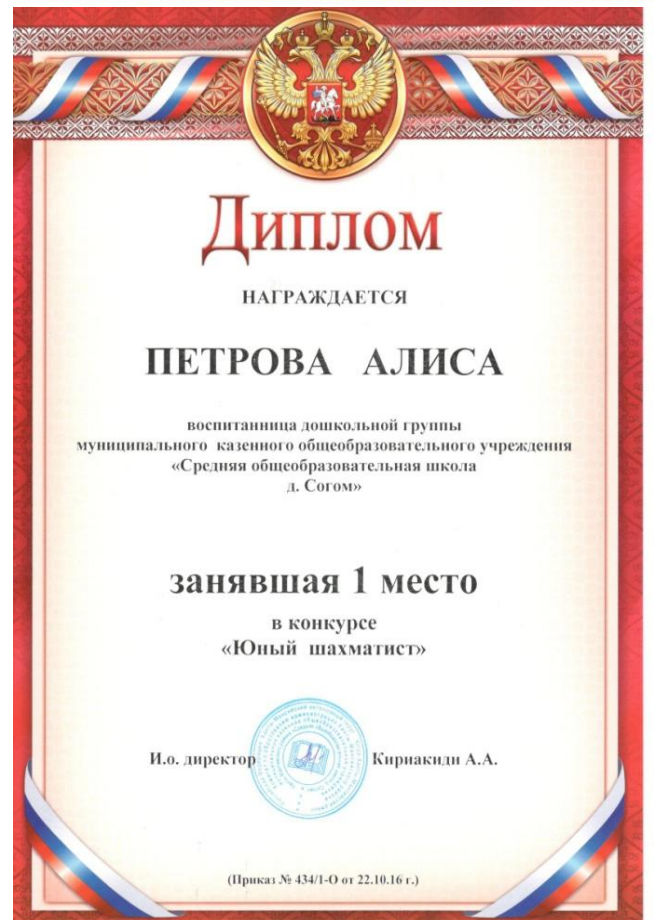 Диплом
НАГРАЖДАЕТСЯ
ПЕТРОВА АЛИСА
воспитанница дошкольной группы
муниципального казенного общеобразовательного учреждения
«Средняя общеобразовательная школа
д. Согом»
занявшая 1 место
в конкурсе
«Юный шахматист»
И.о. директор Кириакиди А.А.
(Приказ № 434/1-О от 22.10.16 г.)